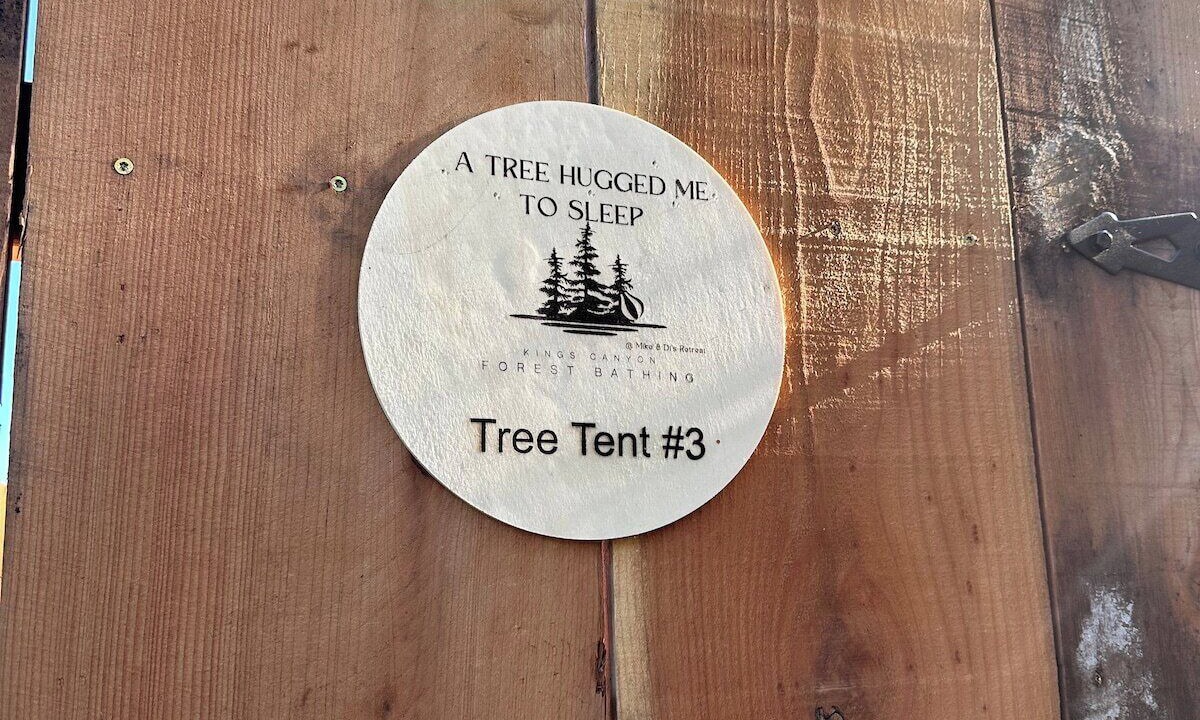 A TREE HUGGED ME
TO SLEEP
@ Mike & Di's Retreat
KINGS CANYON
FOREST BATHING
Tree Tent #3